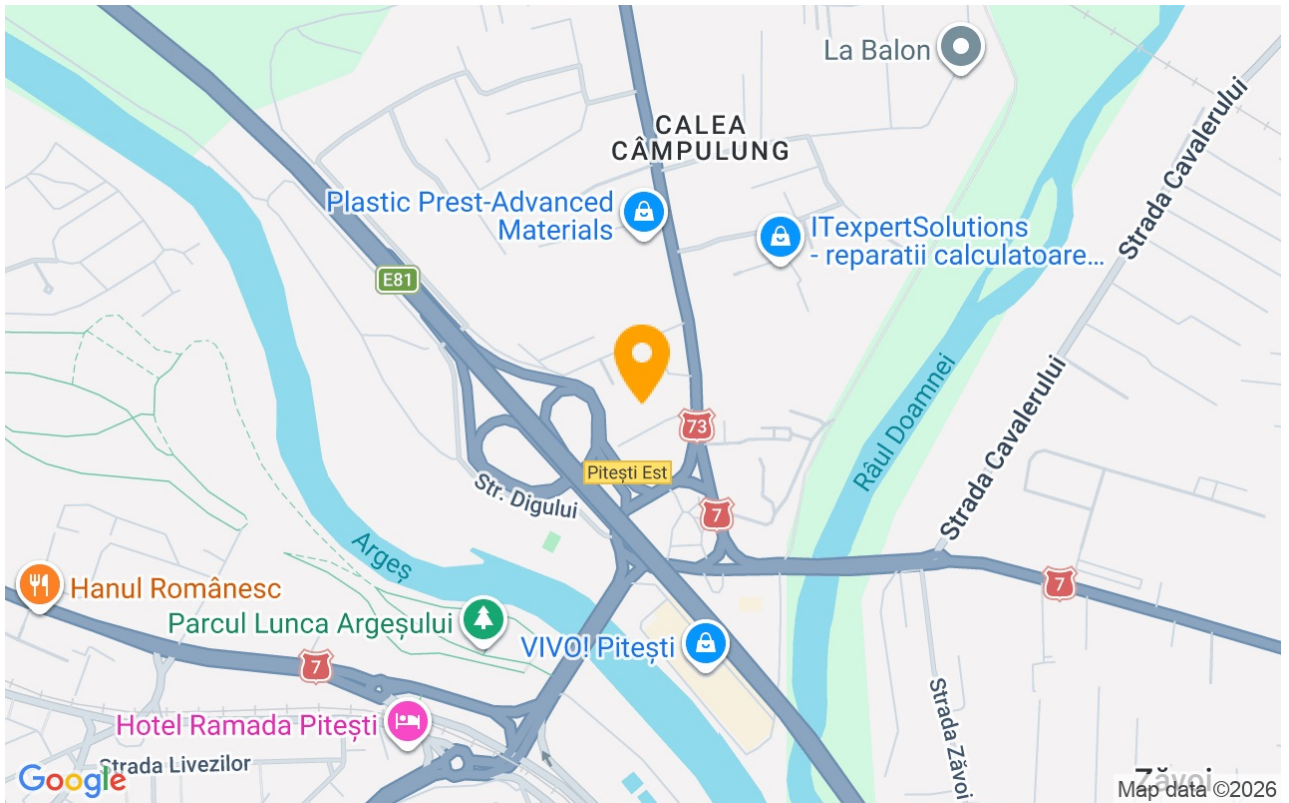 La Balon
CALEA
CÂMPULUNG
Strada Cavalerului
Plastic Prest-Advanced
Materials
ITexpertSolutions
- reparatii calculatoare...
E81
Râul Doamnei
73
Pitești Est
Str. Digului
7
Strada Cavalerului
Argeș
7
Hanul Românesc
Parcul Lunca Argeșului
VIVO! Pitești
7
Strada Zăvoi
Hotel Ramada Pitești
Strada Livezilor
Google
Zăvoi
Map data ©2026